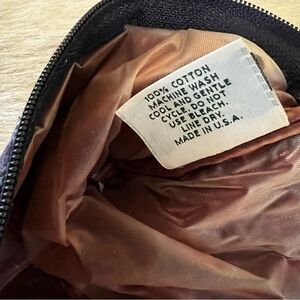 100% COTTON
MACHINE WASH
COOL AND GENTLE
CYCLE. DO NOT
USE BLEACH.
LINE DRY.
MADE IN U.S.A.